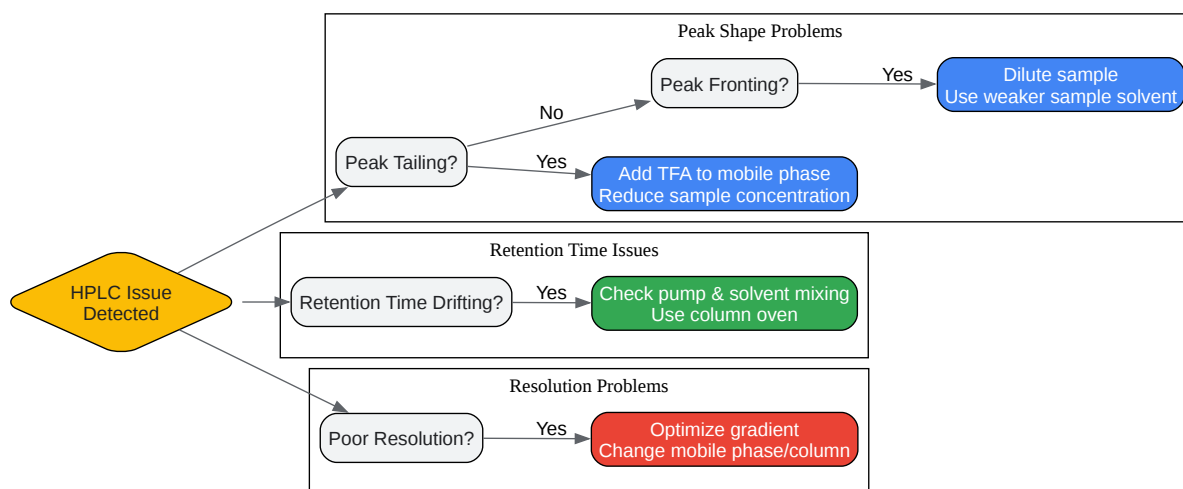 Peak Shape Problems
Peak Fronting?
Yes
Dilute sample
Use weaker sample solvent
No
Peak Tailing?
Yes
Add TFA to mobile phase
Reduce sample concentration
Retention Time Issues
HPLC Issue
Detected
Retention Time Drifting?
Yes
Check pump & solvent mixing
Use column oven
Resolution Problems
Poor Resolution?
Yes
Optimize gradient
Change mobile phase/column